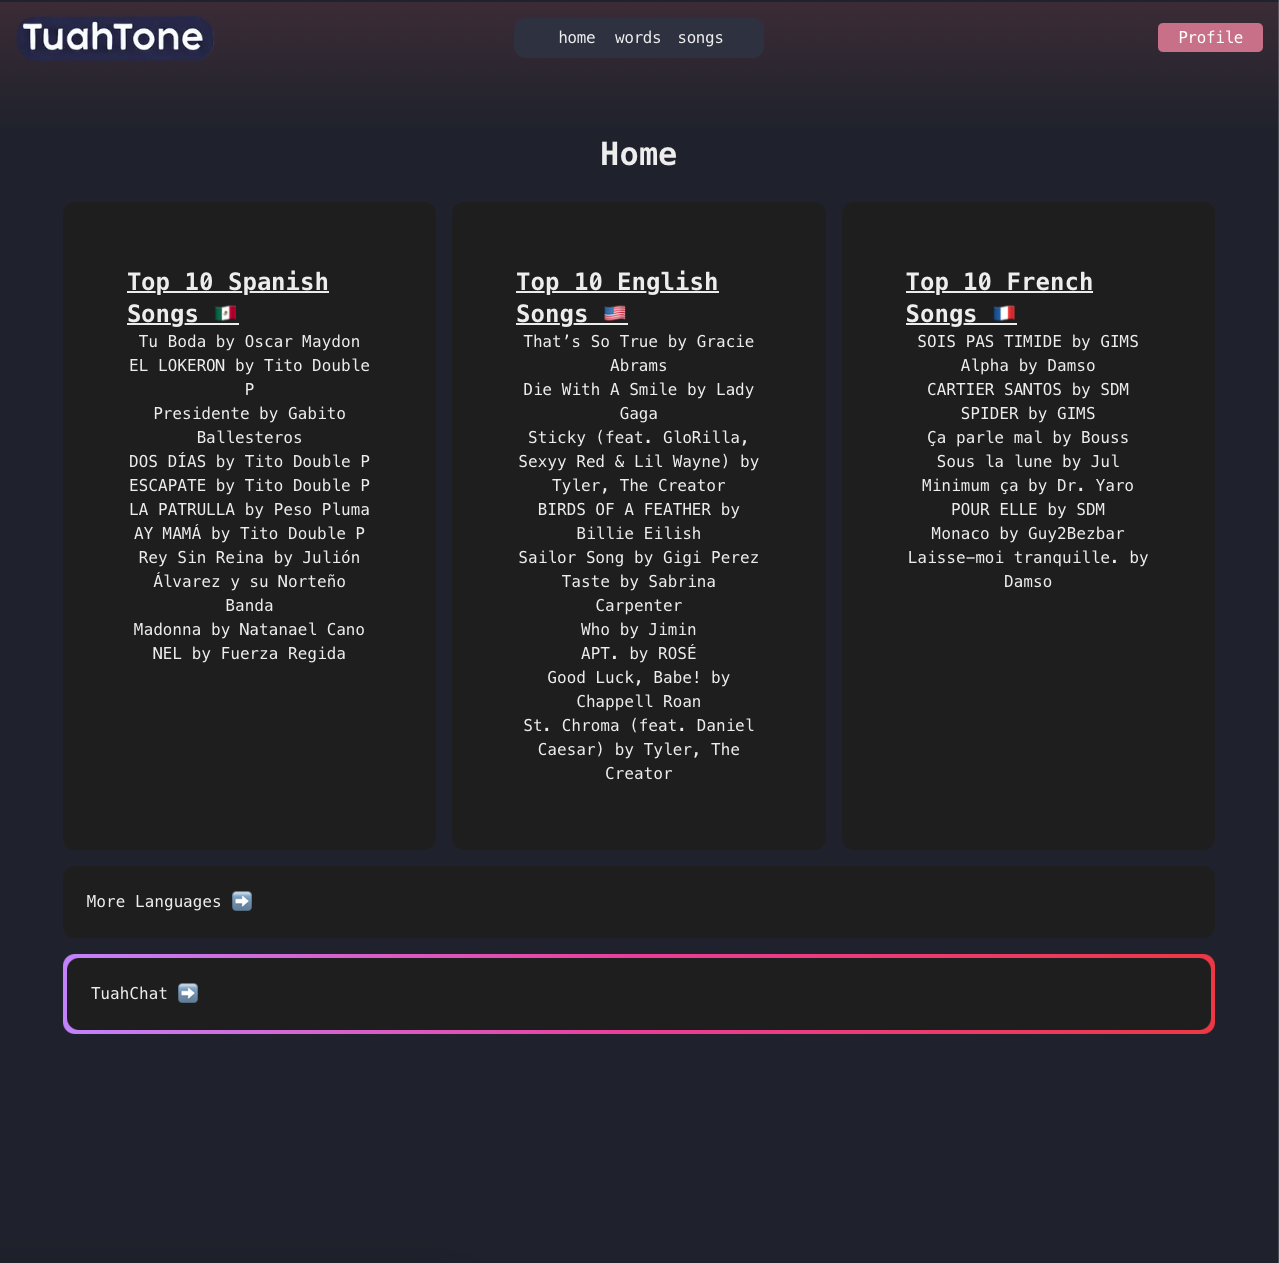 TuahTone
home words songs
Profile
Home
Top 10 Spanish
Songs 🇲🇽
Tu Boda by Oscar Maydon
EL LOKERON by Tito Double
P
Presidente by Gabito
Ballesteros
DOS DÍAS by Tito Double P
ESCAPATE by Tito Double P
LA PATRULLA by Peso Pluma
AY MAMÁ by Tito Double P
Rey Sin Reina by Julión
Álvarez y su Norteño
Banda
Madonna by Natanael Cano
NEL by Fuerza Regida
Top 10 English
Songs 🇺🇸
That’s So True by Gracie
Abrams
Die With A Smile by Lady
Gaga
Sticky (feat. GloRilla,
Sexyy Red & Lil Wayne) by
Tyler, The Creator
BIRDS OF A FEATHER by
Billie Eilish
Sailor Song by Gigi Perez
Taste by Sabrina
Carpenter
Who by Jimin
APT. by ROSÉ
Good Luck, Babe! by
Chappell Roan
St. Chroma (feat. Daniel
Caesar) by Tyler, The
Creator
Top 10 French
Songs 🇫🇷
SOIS PAS TIMIDE by GIMS
Alpha by Damso
CARTIER SANTOS by SDM
SPIDER by GIMS
Ça parle mal by Bouss
Sous la lune by Jul
Minimum ça by Dr. Yaro
POUR ELLE by SDM
Monaco by Guy2Bezbar
Laisse-moi tranquille. by
Damso
More Languages ➡️
TuahChat ➡️